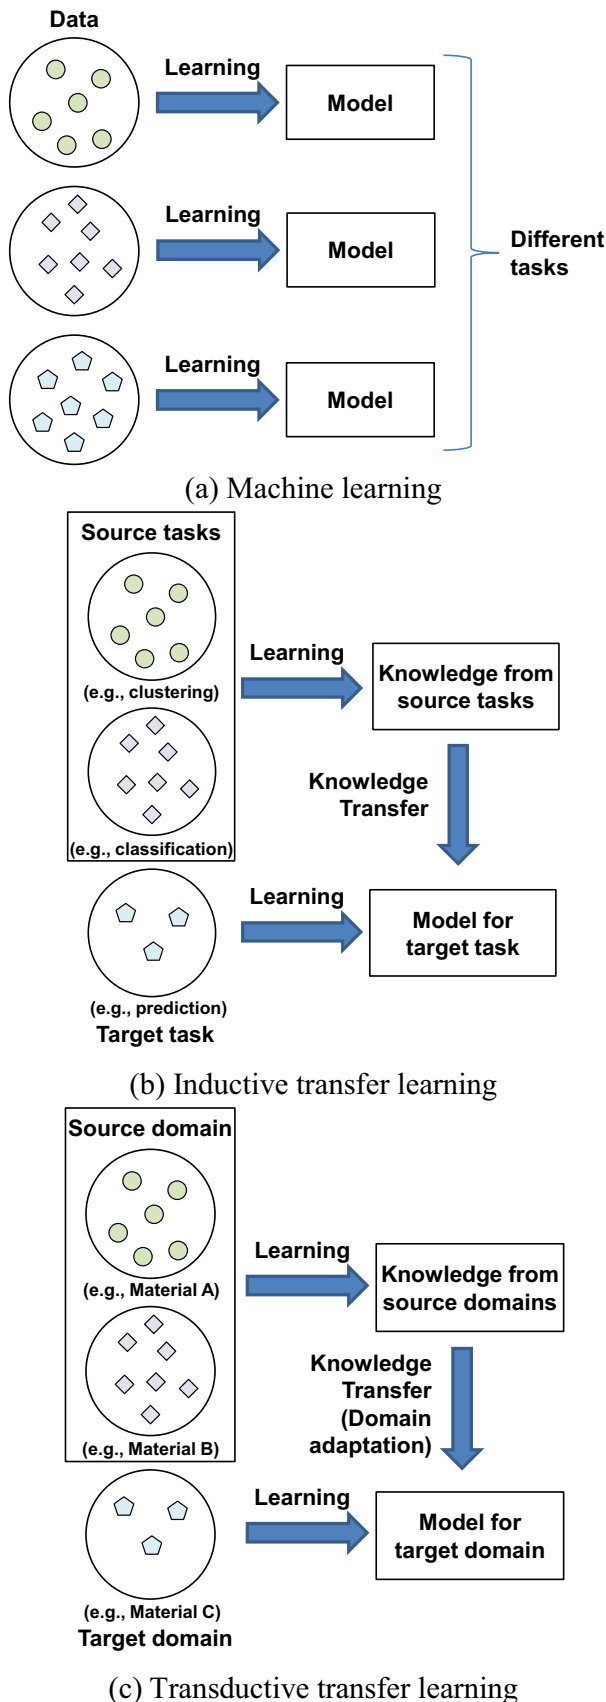 Data
Learning
Model
Learning
Model
Different
tasks
Learning
Model
(a) Machine learning
Source tasks
(e.g., clustering)
Learning
Knowledge from
source tasks
(e.g., classification)
Knowledge
Transfer
Learning
Model for
target task
(e.g., prediction)
Target task
(b) Inductive transfer learning
Source domain
(e.g., Material A)
Learning
Knowledge from
source domains
(e.g., Material B)
Knowledge
Transfer
(Domain
adaptation)
Learning
Model for
target domain
(e.g., Material C)
Target domain
(c) Transductive transfer learning